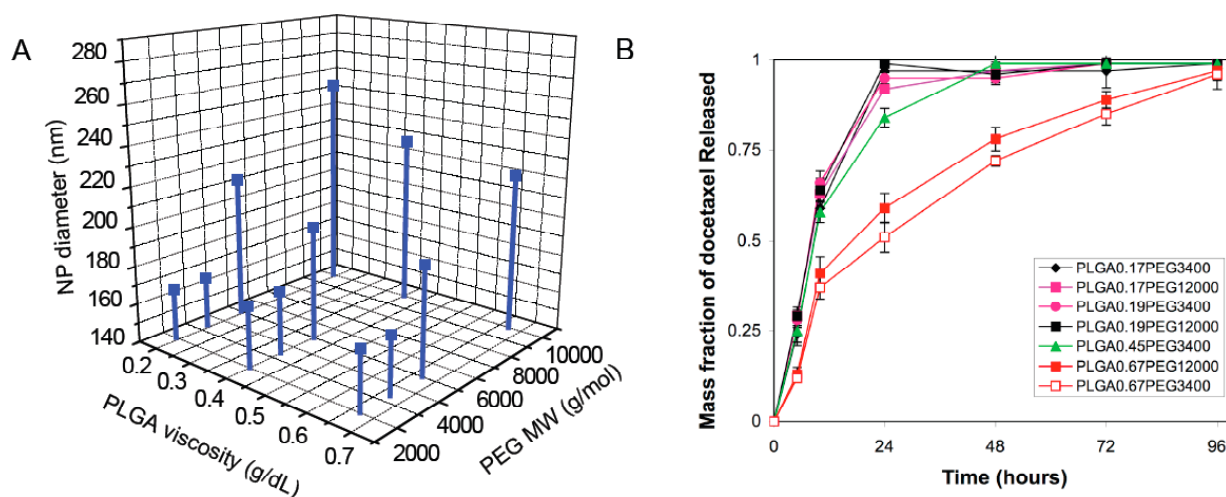 A
280
260
240
220
200
180
160
140
NP diameter (nm)
0.2
0.3
0.4
0.5
0.6
0.7
PLGA viscosity (g/dL)
2000
4000
6000
8000
10000
PEG MW (g/mol)
B
1
0.75
0.5
0.25
0
Mass fraction of docetaxel Released
PLGA0.17PEG3400
PLGA0.17PEG12000
PLGA0.19PEG3400
PLGA0.19PEG12000
PLGA0.45PEG3400
PLGA0.67PEG12000
PLGA0.67PEG3400
0
24
48
72
96
Time (hours)